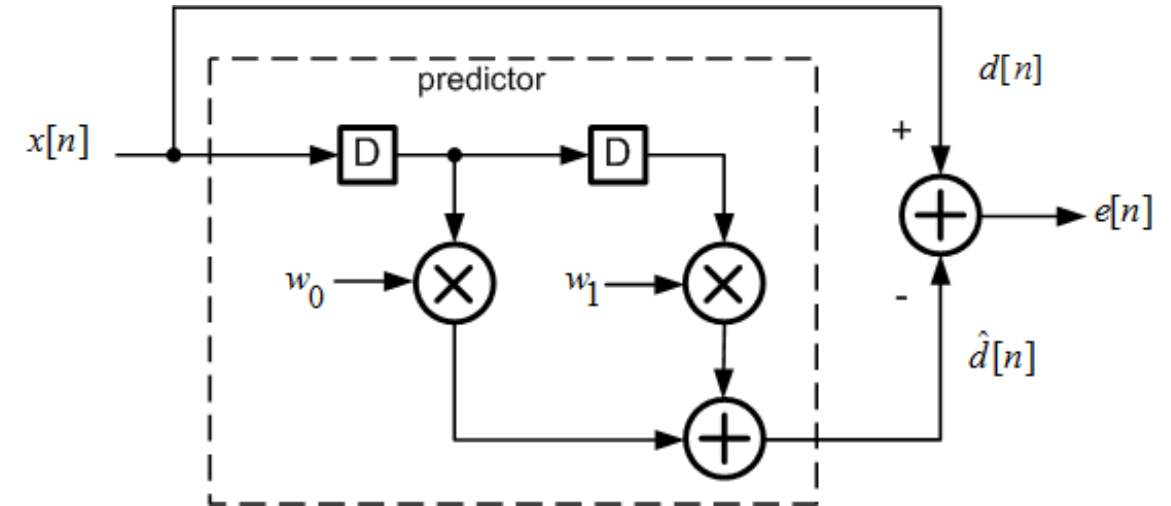 predictor
d[n]
x[n]
D
D
+
e[n]
w₀
w₁
-
d̂[n]